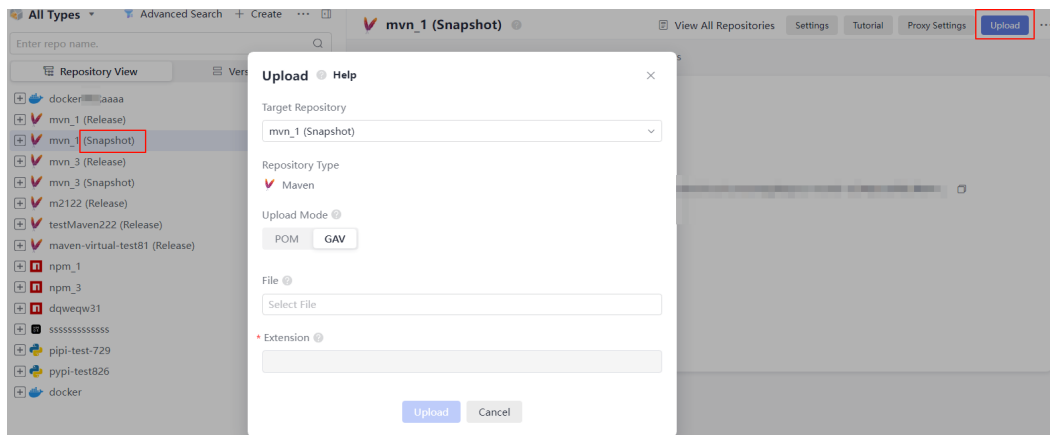 All Types
Advanced Search + Create ...
Enter repo name.
Repository View
Vers
docker aaaa
mvn_1 (Release)
mvn_1 (Snapshot)
mvn_3 (Release)
mvn_3 (Snapshot)
m2122 (Release)
testMaven222 (Release)
maven-virtual-test81 (Release)
npm_1
npm_3
dqweqw31
sssssssssssss
pipi-test-729
pypi-test826
docker
mvn_1 (Snapshot)
View All Repositories
Settings
Tutorial
Proxy Settings
Upload
...
s
Upload Help
Target Repository
mvn_1 (Snapshot)
Repository Type
Maven
Upload Mode
POM GAV
File
Select File
* Extension
Upload Cancel